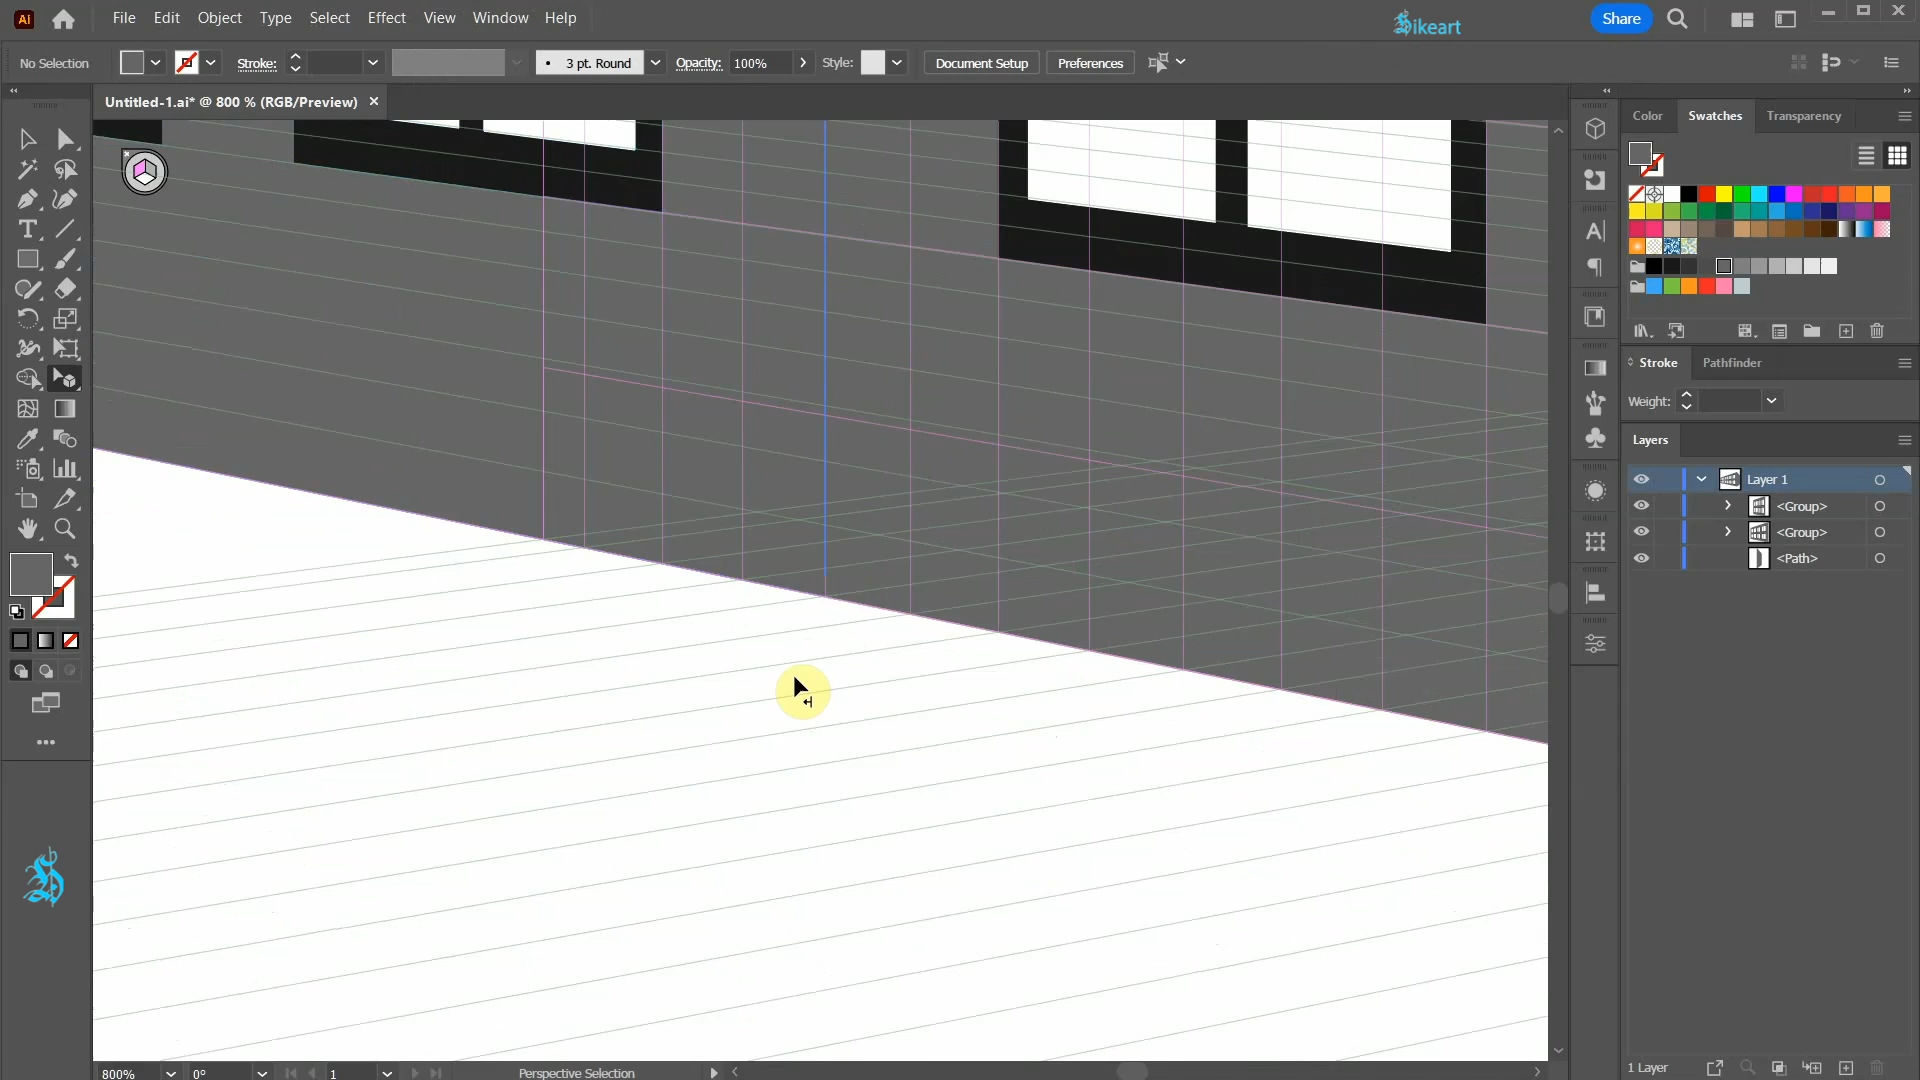 Ai File Edit Object Type Select Effect View Window Help
Sikeart
Share
No Selection
Stroke:
3 pt. Round
Opacity: 100%
Style:
Document Setup
Preferences
Untitled-1.ai* @ 800 % (RGB/Preview)
Color Swatches Transparency
Stroke Pathfinder
Weight:
Layers
Layer 1
<Group>
<Group>
<Path>
800% 0° 1 Perspective Selection
1 Layer